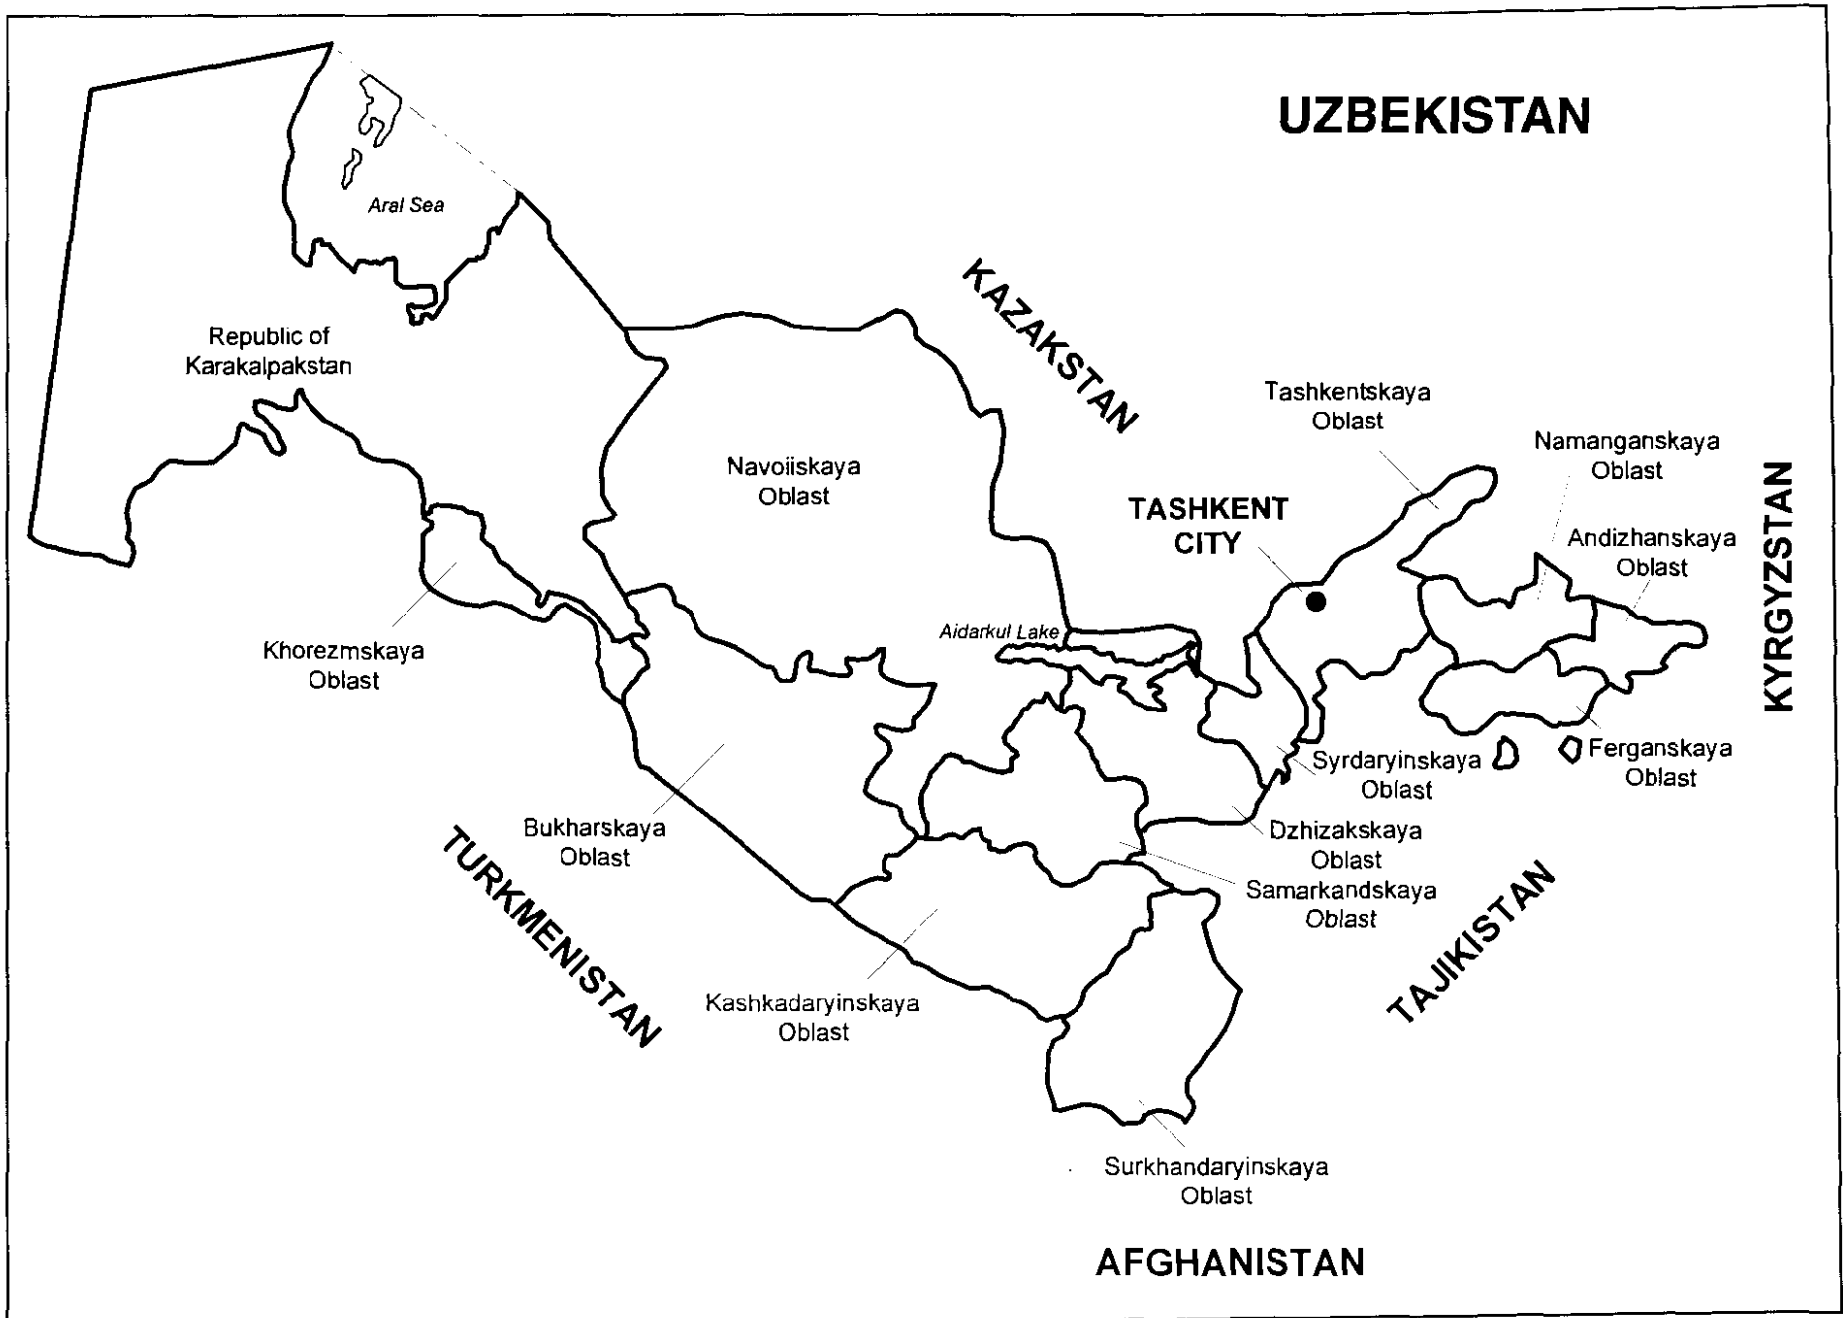 UZBEKISTAN
Aral Sea
KAZAKSTAN
Republic of
Karakalpakstan
Tashkentskaya
Oblast
Namanganskaya
Oblast
Navoiiskaya
Oblast
TASHKENT
CITY
KYRGYZSTAN
Andizhanskaya
Oblast
Aidarkul Lake
Khorezmskaya
Oblast
Ferganskaya
Oblast
Syrdaryinskaya
Oblast
Bukharskaya
Oblast
Dzhizakskaya
Oblast
TURKMENISTAN
Samarkandskaya
Oblast
TAJIKISTAN
Kashkadaryinskaya
Oblast
Surkhandaryinskaya
Oblast
AFGHANISTAN